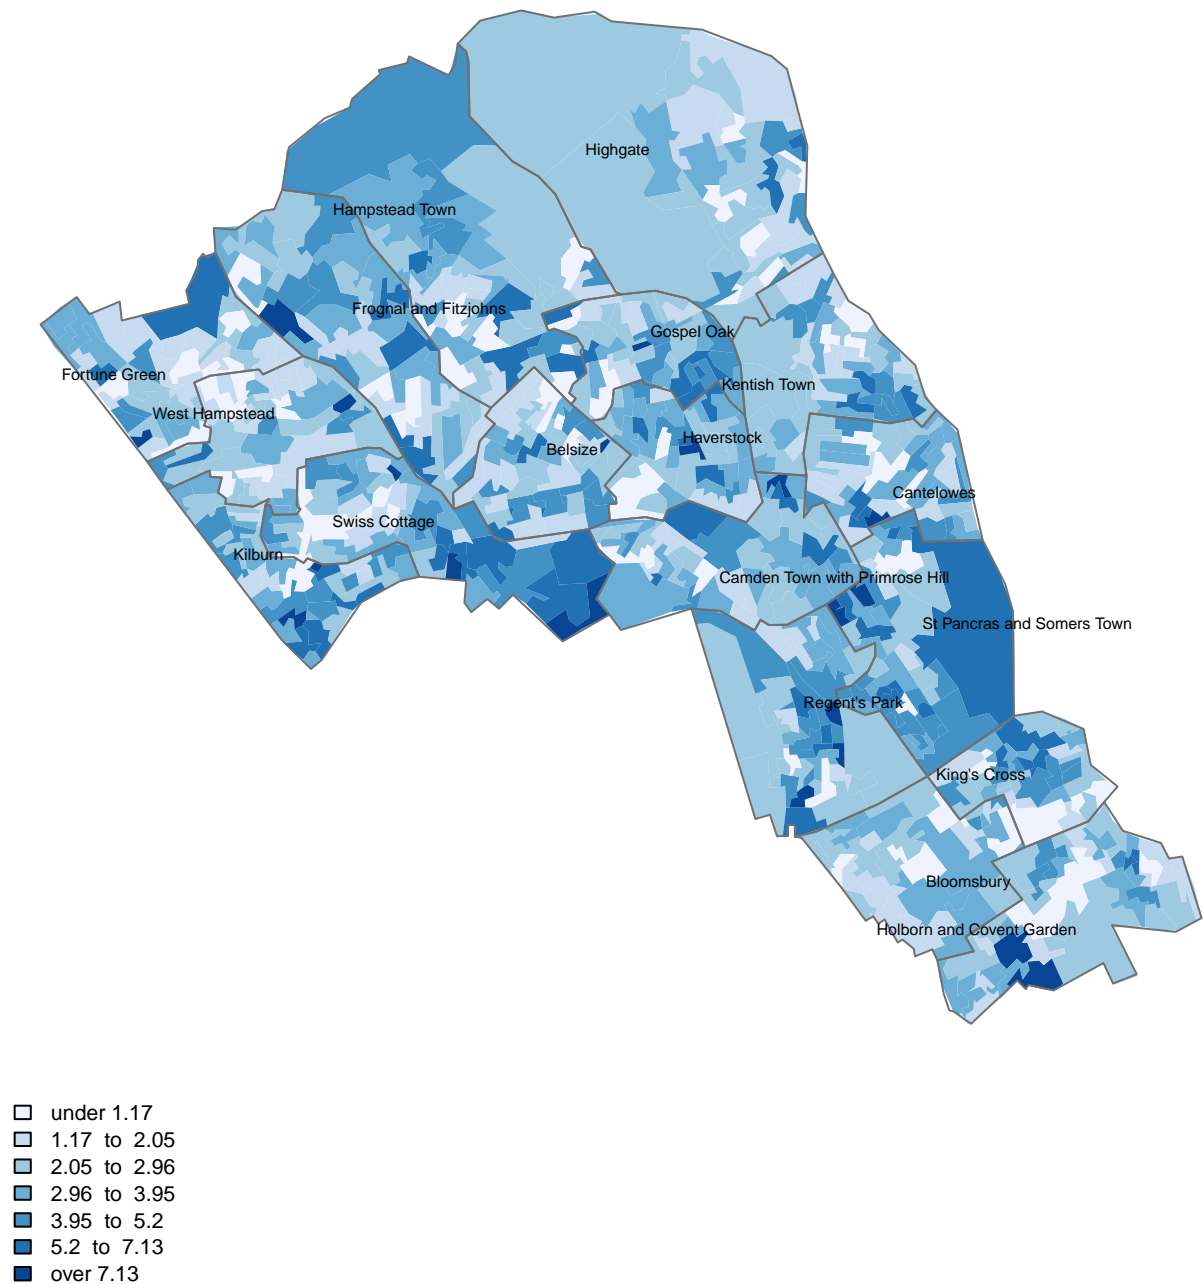 Highgate
Hampstead Town
Frognal and Fitzjohns
Gospel Oak
Fortune Green
Kentish Town
West Hampstead
Haverstock
Belsize
Cantelowes
Swiss Cottage
Kilburn
Camden Town with Primrose Hill
St Pancras and Somers Town
Regent's Park
King's Cross
Bloomsbury
Holborn and Covent Garden
under 1.17
1.17 to 2.05
2.05 to 2.96
2.96 to 3.95
3.95 to 5.2
5.2 to 7.13
over 7.13